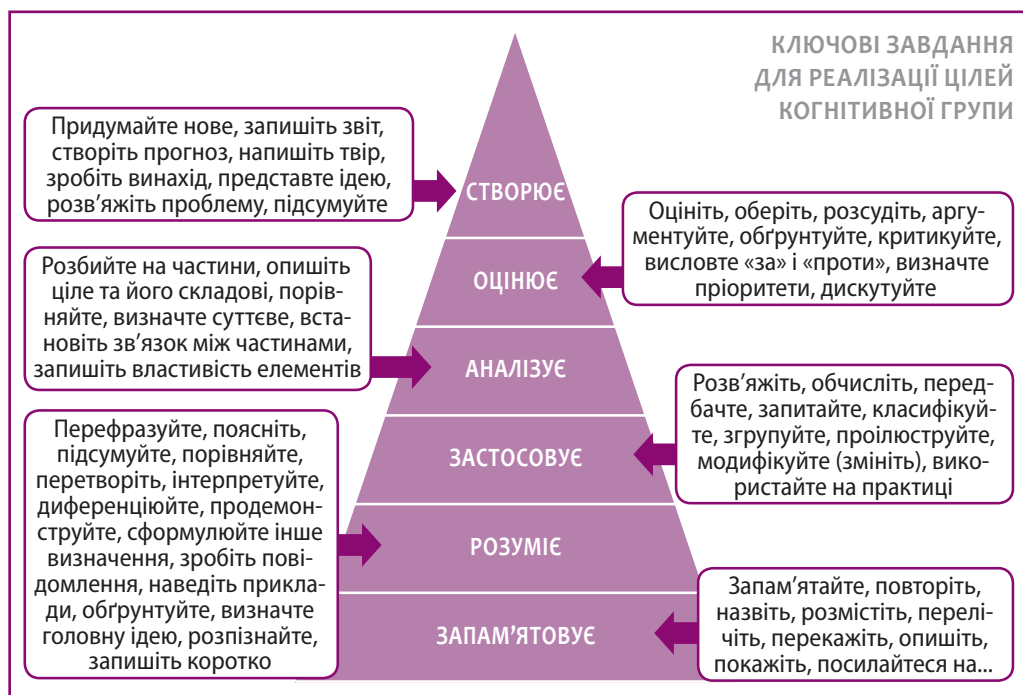 КЛЮЧОВІ ЗАВДАННЯ
ДЛЯ РЕАЛІЗАЦІЇ ЦІЛЕЙ
КОГНІТИВНОЇ ГРУПИ
Придумайте нове, запишіть звіт,
створіть прогноз, напишіть твір,
зробіть винахід, представте ідею,
розв’яжіть проблему, підсумуйте
СТВОРЮЄ
Оцініть, оберіть, розсудіть, аргу-
ментуйте, обґрунтуйте, критикуйте,
висловте «за» і «проти», визначте
пріоритети, дискутуйте
ОЦІНЮЄ
Розбийте на частини, опишіть
ціле та його складові, порів-
няйте, визначте суттєве, вста-
новіть зв’язок між частинами,
запишіть властивість елементів
АНАЛІЗУЄ
Розв’яжіть, обчисліть, перед-
бачте, запитайте, класифікуй-
те, згрупуйте, проілюструйте,
модифікуйте (змініть), вико-
ристайте на практиці
ЗАСТОСОВУЄ
Перефразуйте, поясніть,
підсумуйте, порівняйте,
перетворіть, інтерпретуйте,
диференціюйте, продемон-
струйте, сформулюйте інше
визначення, зробіть пові-
домлення, наведіть прикла-
ди, обґрунтуйте, визначте
головну ідею, розпізнайте,
запишіть коротко
РОЗУМІЄ
Запам’ятайте, повторіть,
назвіть, розмістіть, перелі-
чіть, перекажіть, опишіть,
покажіть, посилайтеся на...
ЗАПАМ’ЯТОВУЄ